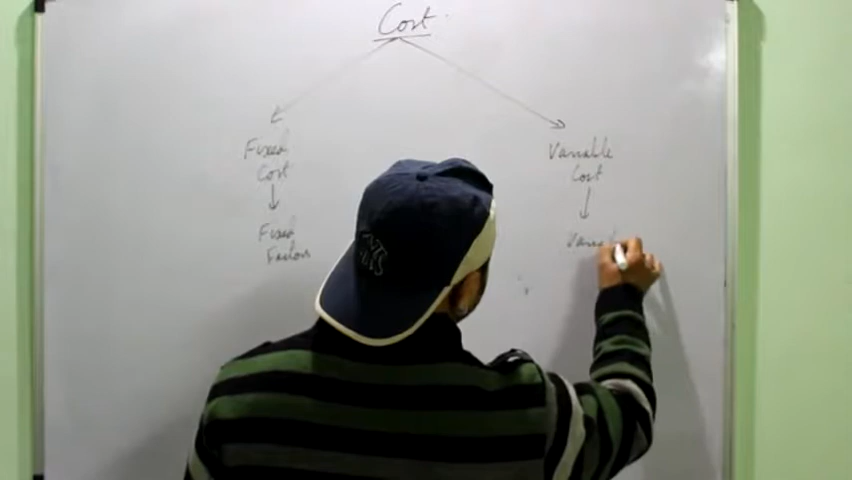 Cost
Fixed
Cost
Fixed
Factors
Variable
Cost